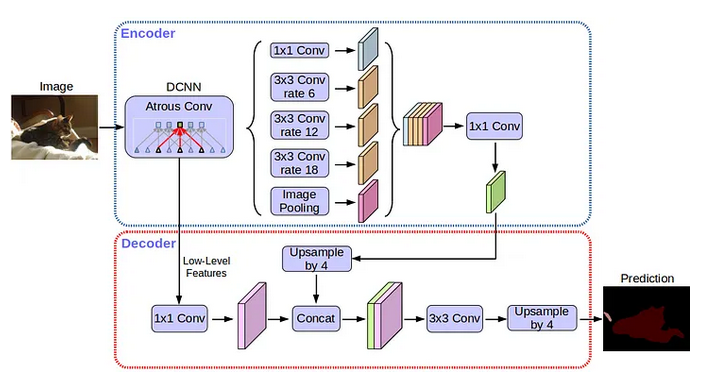 Encoder
Image
DCNN
Atrous Conv
1x1 Conv
3x3 Conv
rate 6
3x3 Conv
rate 12
3x3 Conv
rate 18
Image
Pooling
1x1 Conv
Decoder
Low-Level
Features
Upsample
by 4
1x1 Conv
Concat
3x3 Conv
Upsample
by 4
Prediction